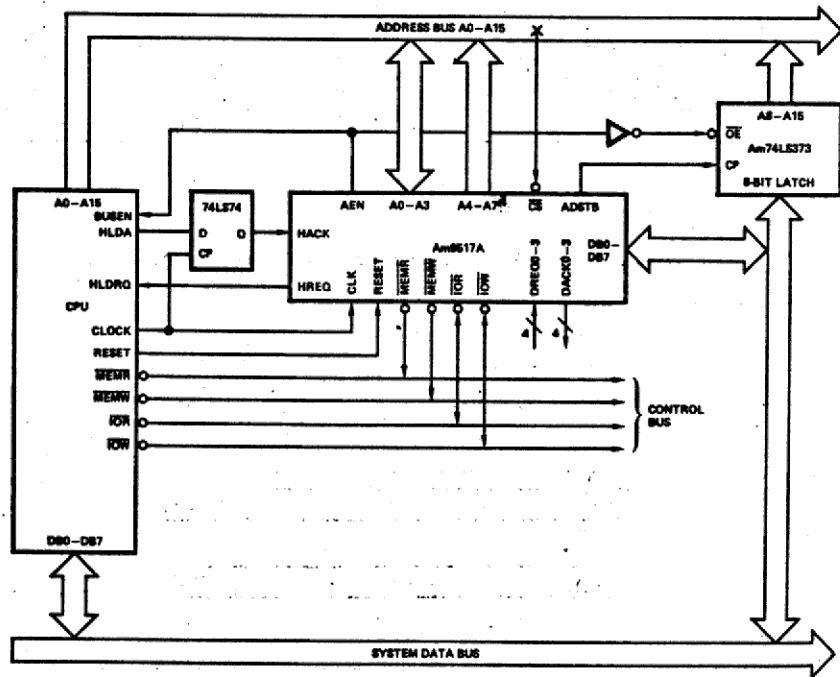 ADDRESS BUS A0–A15
A8–A15
OE
Am74LS373
CP
8-BIT LATCH
A0–A15
BUSEN
HLDA
HLDRQ
CPU
CLOCK
RESET
MEMR
MEMW
IOR
IOW
DB0–DB7
74LS74
D
Q
CP
AEN
A0–A3
A4–A7
CS
ADSTB
HACK
Am9517A
DB0–
DB7
HREQ
CLK
RESET
MEMR
MEMW
IOR
IOW
DREQ0-3
DACK0-3
4
4
CONTROL
BUS
SYSTEM DATA BUS